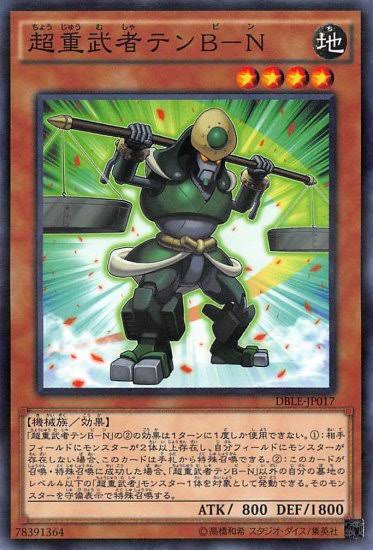 ちょうじゅうむしゃ ビン
超重武者テンB－N
ち
地
DBLE-JP017
【機械族／効果】
「超重武者テンB－N」の②の効果は1ターンに1度しか使用できない。①：相手
フィールドにモンスターが2体以上存在し、自分フィールドにモンスターが
存在しない場合、このカードは手札から特殊召喚できる。②：このカードが
召喚・特殊召喚に成功した場合、「超重武者テンB－N」以外の自分の墓地の
レベル4以下の「超重武者」モンスター1体を対象として発動できる。そのモンス
ターを守備表示で特殊召喚する。
ATK/ 800 DEF/1800
78391364
©高橋和希 スタジオ・ダイス/集英社